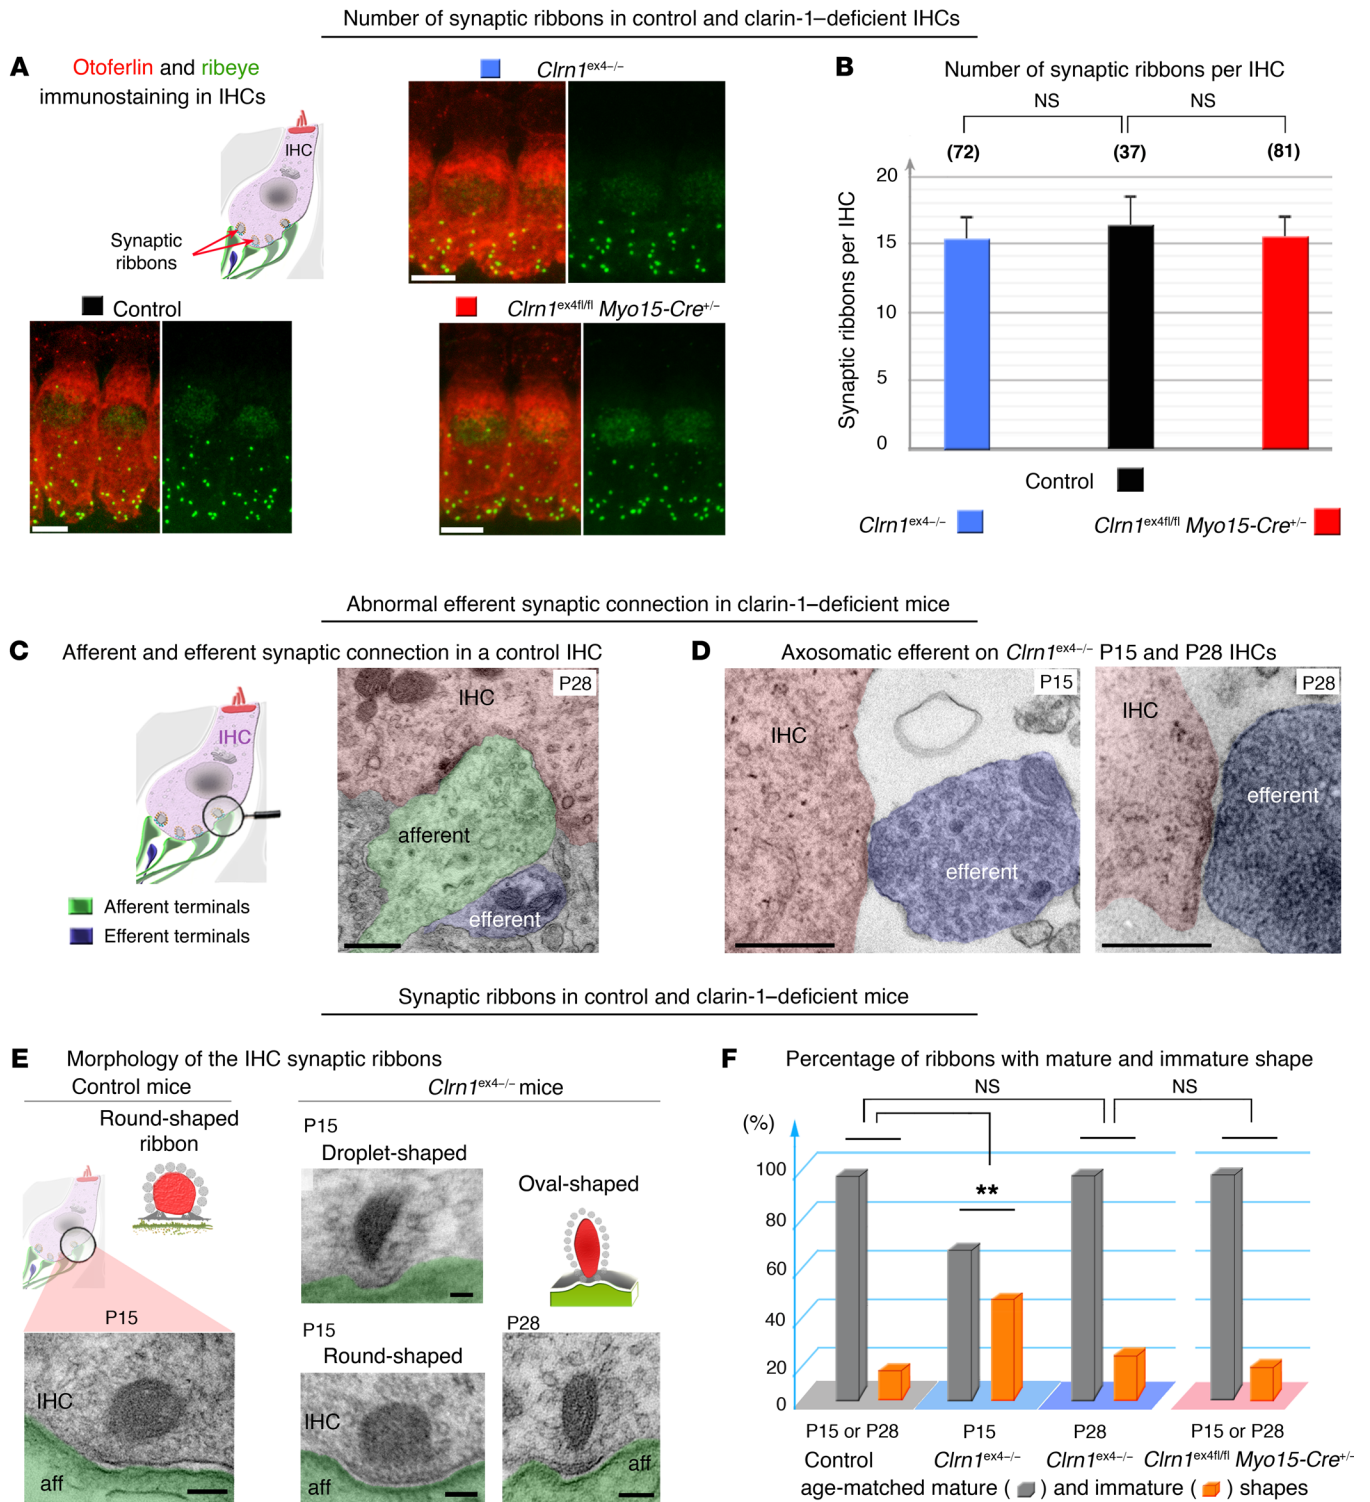 Number of synaptic ribbons in control and clarin-1–deficient IHCs
A
Otoferlin and ribeye
immunostaining in IHCs
IHC
Synaptic
ribbons
Clrn1ex4–/–
Control
Clrn1ex4fl/fl Myo15-Cre+/–
B
Number of synaptic ribbons per IHC
NS
NS
(72)
(37)
(81)
Synaptic ribbons per IHC
20
15
10
5
0
Control
Clrn1ex4–/–
Clrn1ex4fl/fl Myo15-Cre+/–
Abnormal efferent synaptic connection in clarin-1–deficient mice
C
Afferent and efferent synaptic connection in a control IHC
IHC
Afferent terminals
Efferent terminals
P28
IHC
afferent
efferent
D
Axosomatic efferent on Clrn1ex4–/– P15 and P28 IHCs
P15
IHC
efferent
P28
IHC
efferent
Synaptic ribbons in control and clarin-1–deficient mice
E
Morphology of the IHC synaptic ribbons
Control mice
Round-shaped
ribbon
P15
IHC
aff
Clrn1ex4–/– mice
P15
Droplet-shaped
Oval-shaped
P15
Round-shaped
IHC
aff
P28
aff
F
Percentage of ribbons with mature and immature shape
NS
NS
(%)
**
100
80
60
40
20
0
P15 or P28
P15
P28
P15 or P28
Control
Clrn1ex4–/–
Clrn1ex4–/–
Clrn1ex4fl/fl Myo15-Cre+/–
age-matched mature ( ) and immature ( ) shapes